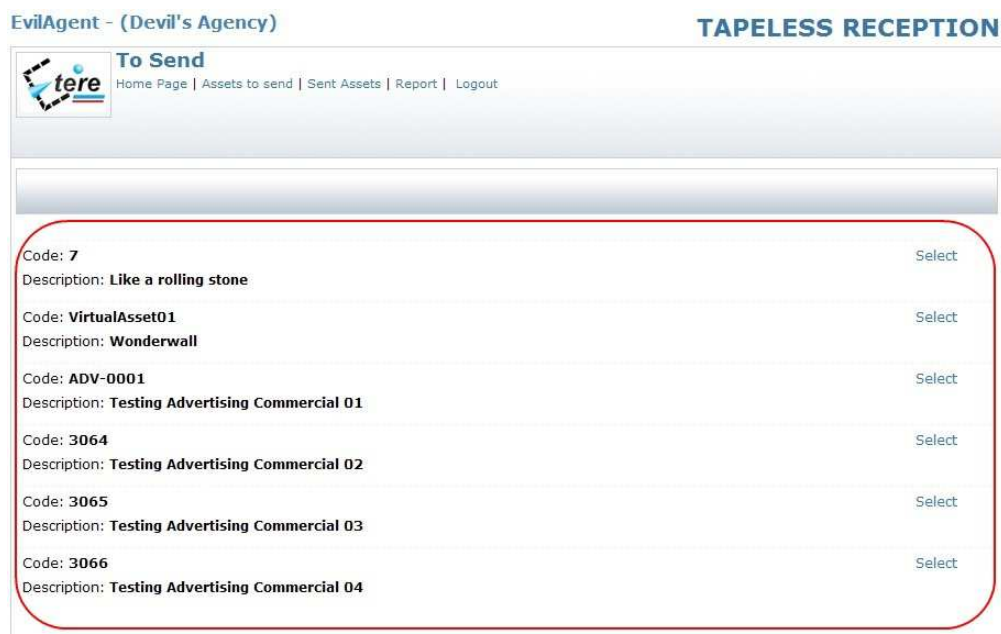 EvilAgent - (Devil's Agency)
TAPELESS RECEPTION
tere
To Send
Home Page | Assets to send | Sent Assets | Report | Logout
Code: 7
Select
Description: Like a rolling stone
Code: VirtualAsset01
Select
Description: Wonderwall
Code: ADV-0001
Select
Description: Testing Advertising Commercial 01
Code: 3064
Select
Description: Testing Advertising Commercial 02
Code: 3065
Select
Description: Testing Advertising Commercial 03
Code: 3066
Select
Description: Testing Advertising Commercial 04